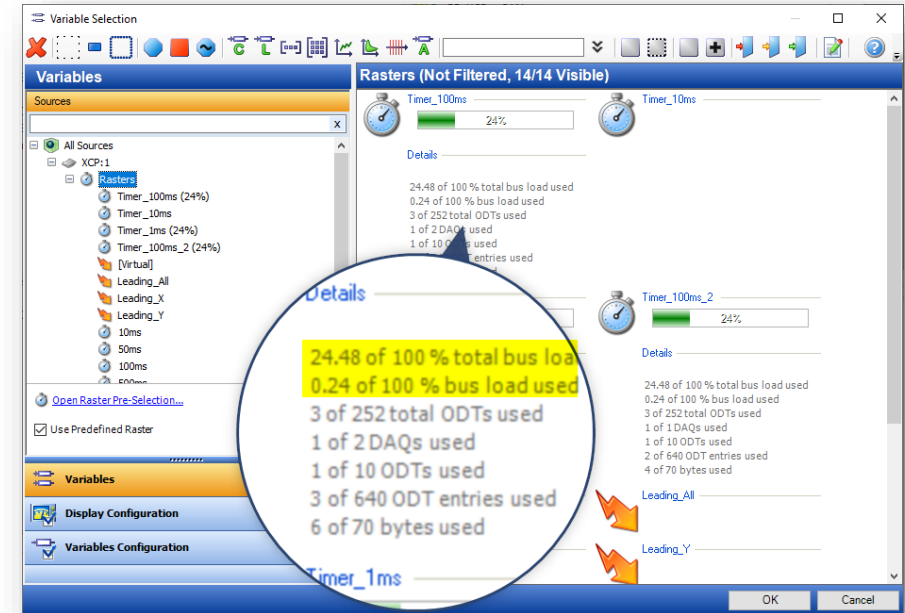 Variable Selection
Variables
Sources
x
All Sources
XCP:1
Rasters
Timer_100ms (24%)
Timer_10ms
Timer_1ms (24%)
Timer_100ms_2 (24%)
[Virtual]
Leading_All
Leading_X
Leading_Y
10ms
50ms
100ms
500ms
Open Raster Pre-Selection...
Use Predefined Raster
Variables
Display Configuration
Variables Configuration
Rasters (Not Filtered, 14/14 Visible)
Timer_100ms
24%
Details
24.48 of 100 % total bus load used
0.24 of 100 % bus load used
3 of 252 total ODTs used
1 of 2 DAQs used
1 of 10 used
entries used
Timer_10ms
Details
24.48 of 100 % total bus loa
0.24 of 100 % bus load used
3 of 252 total ODTs used
1 of 2 DAQs used
1 of 10 ODTs used
3 of 640 ODT entries used
6 of 70 bytes used
Timer_1ms
Timer_100ms_2
24%
Details
24.48 of 100 % total bus load used
0.24 of 100 % bus load used
3 of 252 total ODTs used
1 of 1 DAQs used
1 of 10 ODTs used
2 of 640 ODT entries used
4 of 70 bytes used
Leading_All
Leading_Y
OK
Cancel